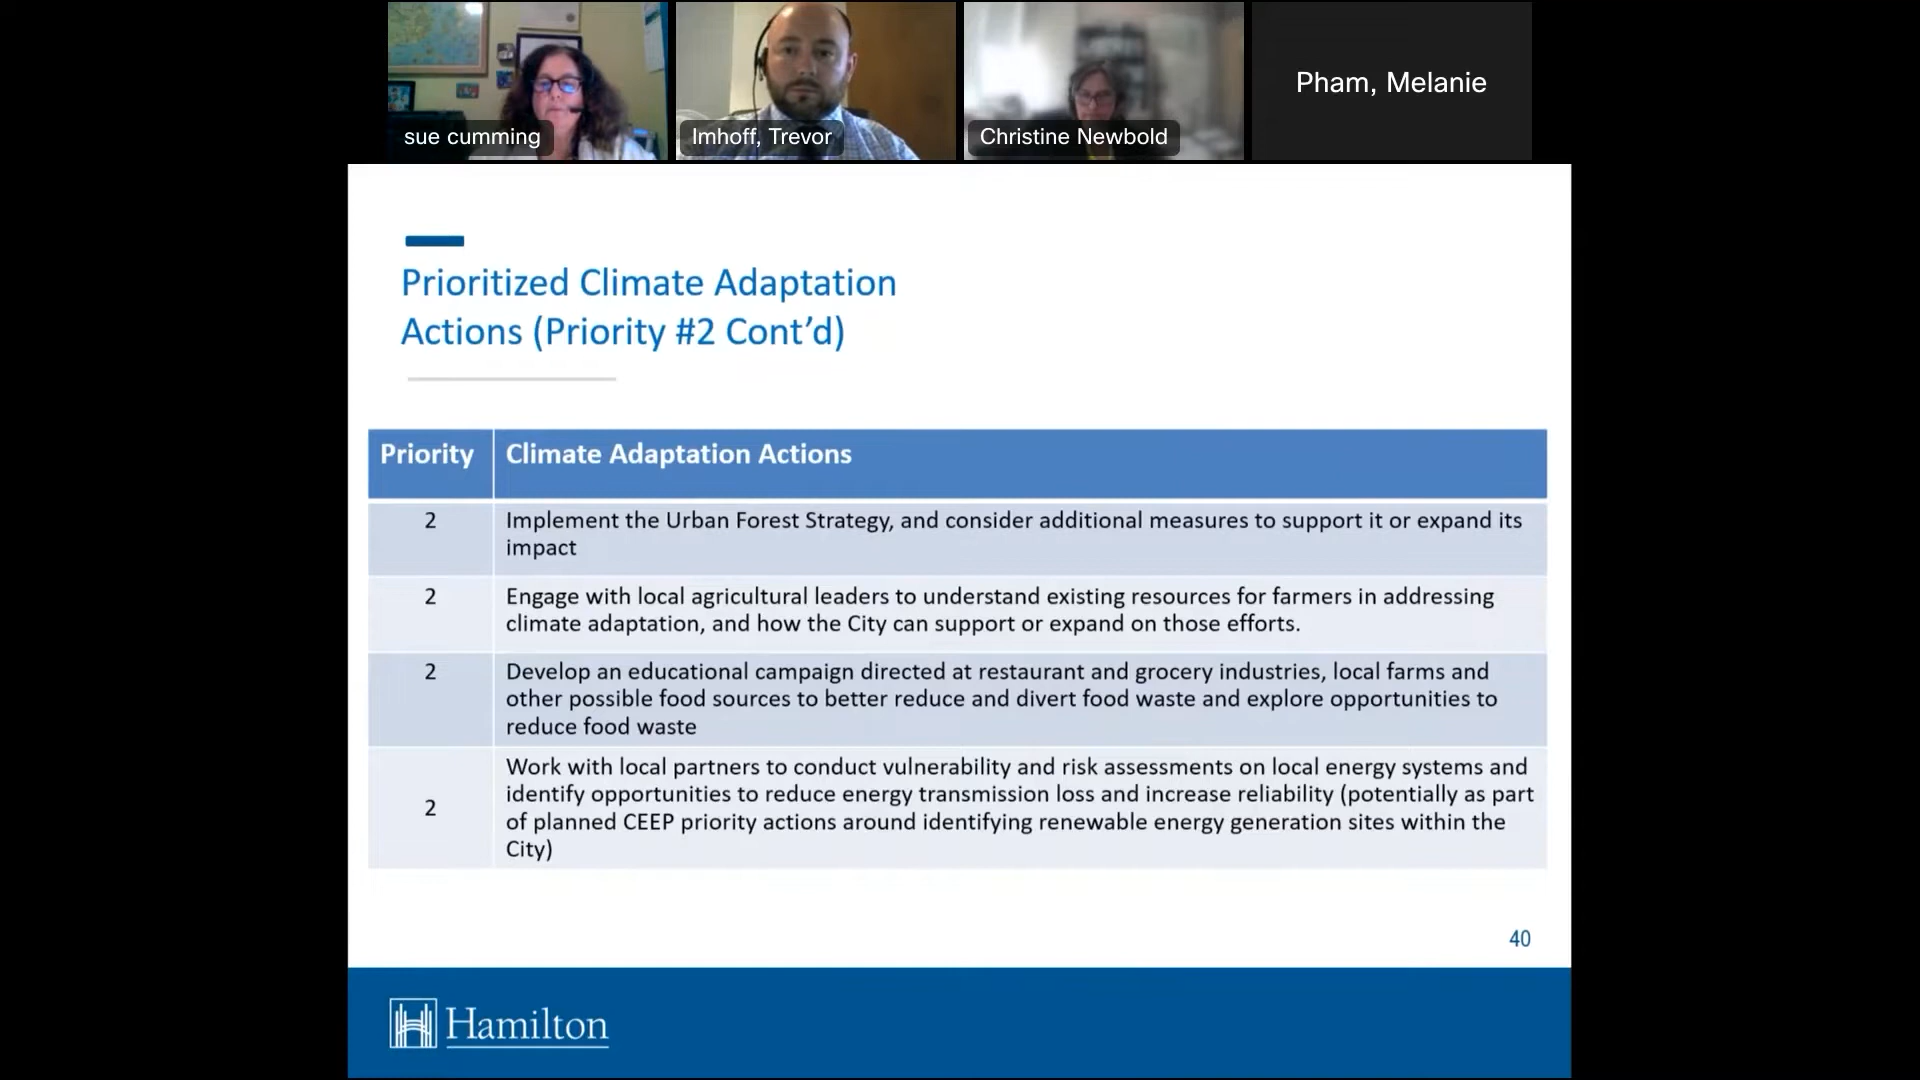 sue cumming
Imhoff, Trevor
Christine Newbold
Pham, Melanie
Prioritized Climate Adaptation
Actions (Priority #2 Cont’d)
Priority
Climate Adaptation Actions
2
Implement the Urban Forest Strategy, and consider additional measures to support it or expand its
impact
2
Engage with local agricultural leaders to understand existing resources for farmers in addressing
climate adaptation, and how the City can support or expand on those efforts.
2
Develop an educational campaign directed at restaurant and grocery industries, local farms and
other possible food sources to better reduce and divert food waste and explore opportunities to
reduce food waste
2
Work with local partners to conduct vulnerability and risk assessments on local energy systems and
identify opportunities to reduce energy transmission loss and increase reliability (potentially as part
of planned CEEP priority actions around identifying renewable energy generation sites within the
City)
40
Hamilton